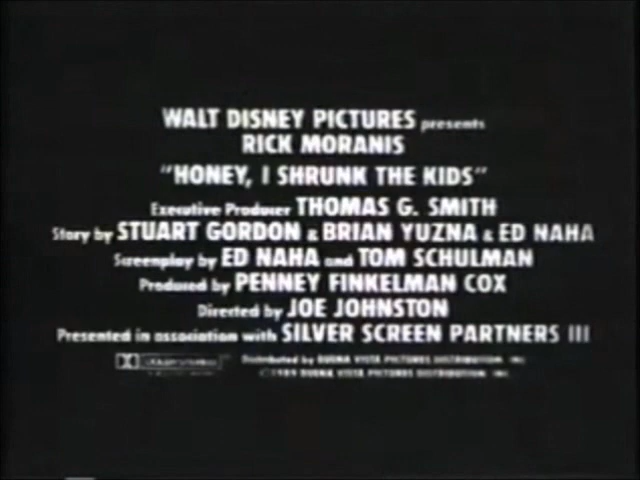 WALT DISNEY PICTURES presents
RICK MORANIS
"HONEY, I SHRUNK THE KIDS"
Executive Producer THOMAS G. SMITH
Story by STUART GORDON & BRIAN YUZNA & ED NAHA
Screenplay by ED NAHA and TOM SCHULMAN
Produced by PENNEY FINKELMAN COX
Directed by JOE JOHNSTON
Presented in association with SILVER SCREEN PARTNERS III
Distributed by BUENA VISTA PICTURES DISTRIBUTION, INC.
©1989 BUENA VISTA PICTURES DISTRIBUTION, INC.